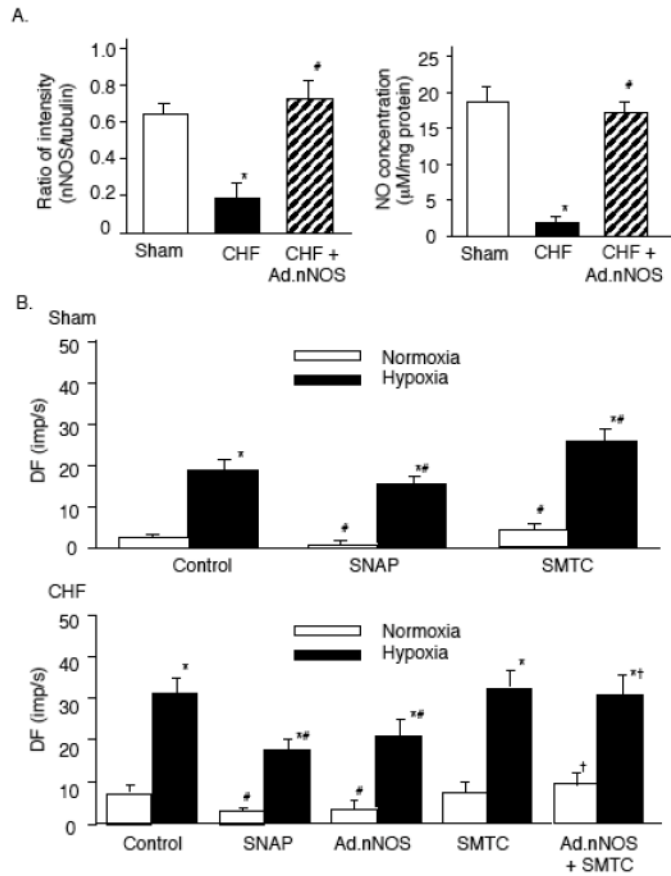 A.
Ratio of intensity
(nNOS/tubulin)
1.0
0.8
0.6
0.4
0.2
0
*
#
Sham
CHF
CHF +
Ad.nNOS
NO concentration
(µM/mg protein)
25
20
15
10
5
0
*
#
Sham
CHF
CHF +
Ad.nNOS
B.
Sham
DF (imp/s)
50
40
30
20
10
0
Normoxia
Hypoxia
*
#
*#
#
*#
Control
SNAP
SMTC
CHF
DF (imp/s)
50
40
30
20
10
0
Normoxia
Hypoxia
*
#
*#
#
*#
*
†
*†
Control
SNAP
Ad.nNOS
SMTC
Ad.nNOS
+ SMTC